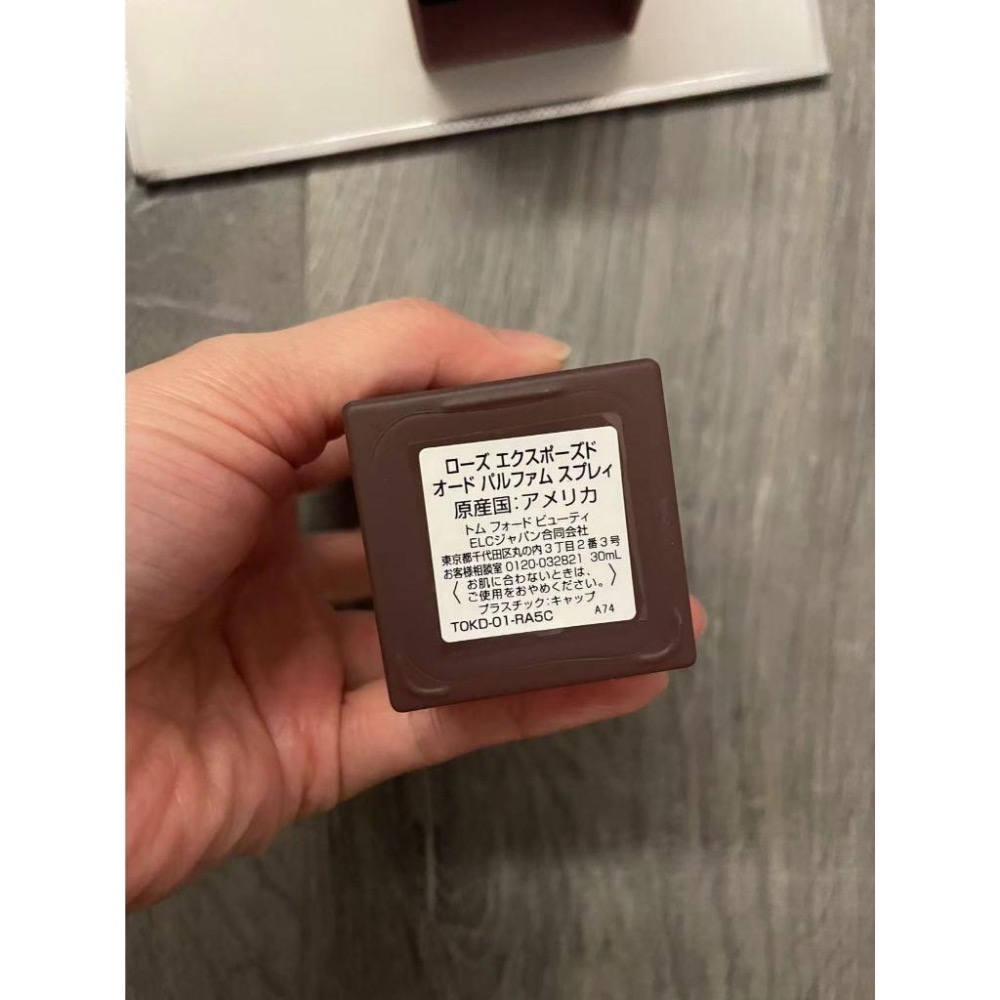 ローズ エクスポーズド
オード パルファム スプレィ
原産国：アメリカ
トム フォード ビューティ
ELCジャパン合同会社
東京都千代田区丸の内３丁目２番３号
お客様相談室 0120-032821 30mL
〈 お肌に合わないときは、
ご使用をおやめください。〉
プラスチック：キャップ
TOKD-01-RA5C A74